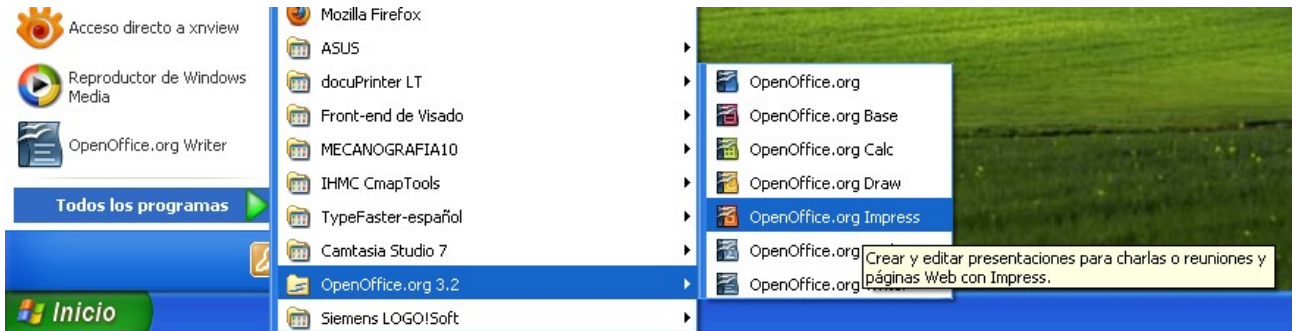 Acceso directo a xnview
Reproductor de Windows
Media
OpenOffice.org Writer
Todos los programas
Inicio
Mozilla Firefox
ASUS
docuPrinter LT
Front-end de Visado
MECANOGRAFIA10
IHMC CmapTools
TypeFaster-español
Camtasia Studio 7
OpenOffice.org 3.2
Siemens LOGO!Soft
OpenOffice.org
OpenOffice.org Base
OpenOffice.org Calc
OpenOffice.org Draw
OpenOffice.org Impress
OpenOffice.org
OpenOffice.org
Crear y editar presentaciones para charlas o reuniones y
páginas Web con Impress.